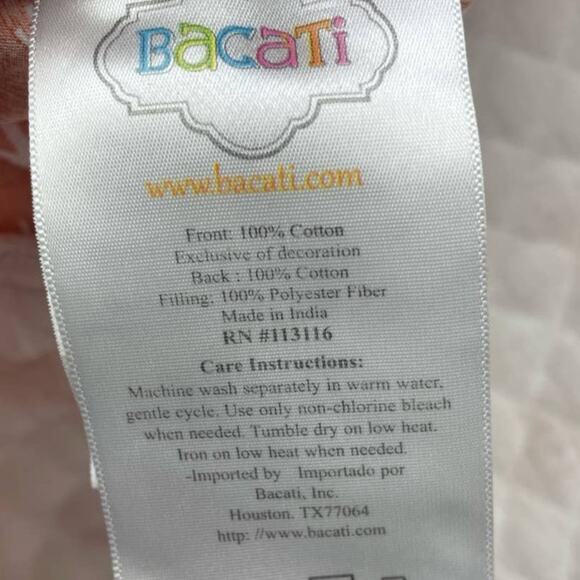 BACATi
www.bacati.com
Front: 100% Cotton
Exclusive of decoration
Back : 100% Cotton
Filling: 100% Polyester Fiber
Made in India
RN #113116
Care Instructions:
Machine wash separately in warm water,
gentle cycle. Use only non-chlorine bleach
when needed. Tumble dry on low heat.
Iron on low heat when needed.
-Imported by Importado por
Bacati, Inc.
Houston. TX77064
http: //www.bacati.com